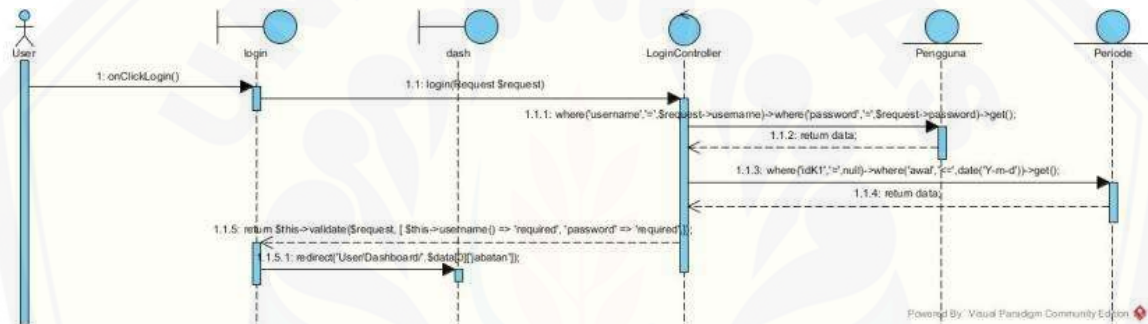 User
login
dash
LoginController
Pengguna
Periode
1: onClickLogin()
1.1: login(Request $request)
1.1.1: where('username','=',$request->username)->where('password','=',$request->password)->get();
1.1.2: return data;
1.1.3: where('idK1','=',null)->where('awal','<=',date('Y-m-d'))->get();
1.1.4: return data;
1.1.5: return $this->validate($request, [ $this->username() => 'required', 'password' => 'required',]);
1.1.5.1: redirect('User/Dashboard/',$data[0]['jabatan']);
Powered By Visual Paradigm Community Edition